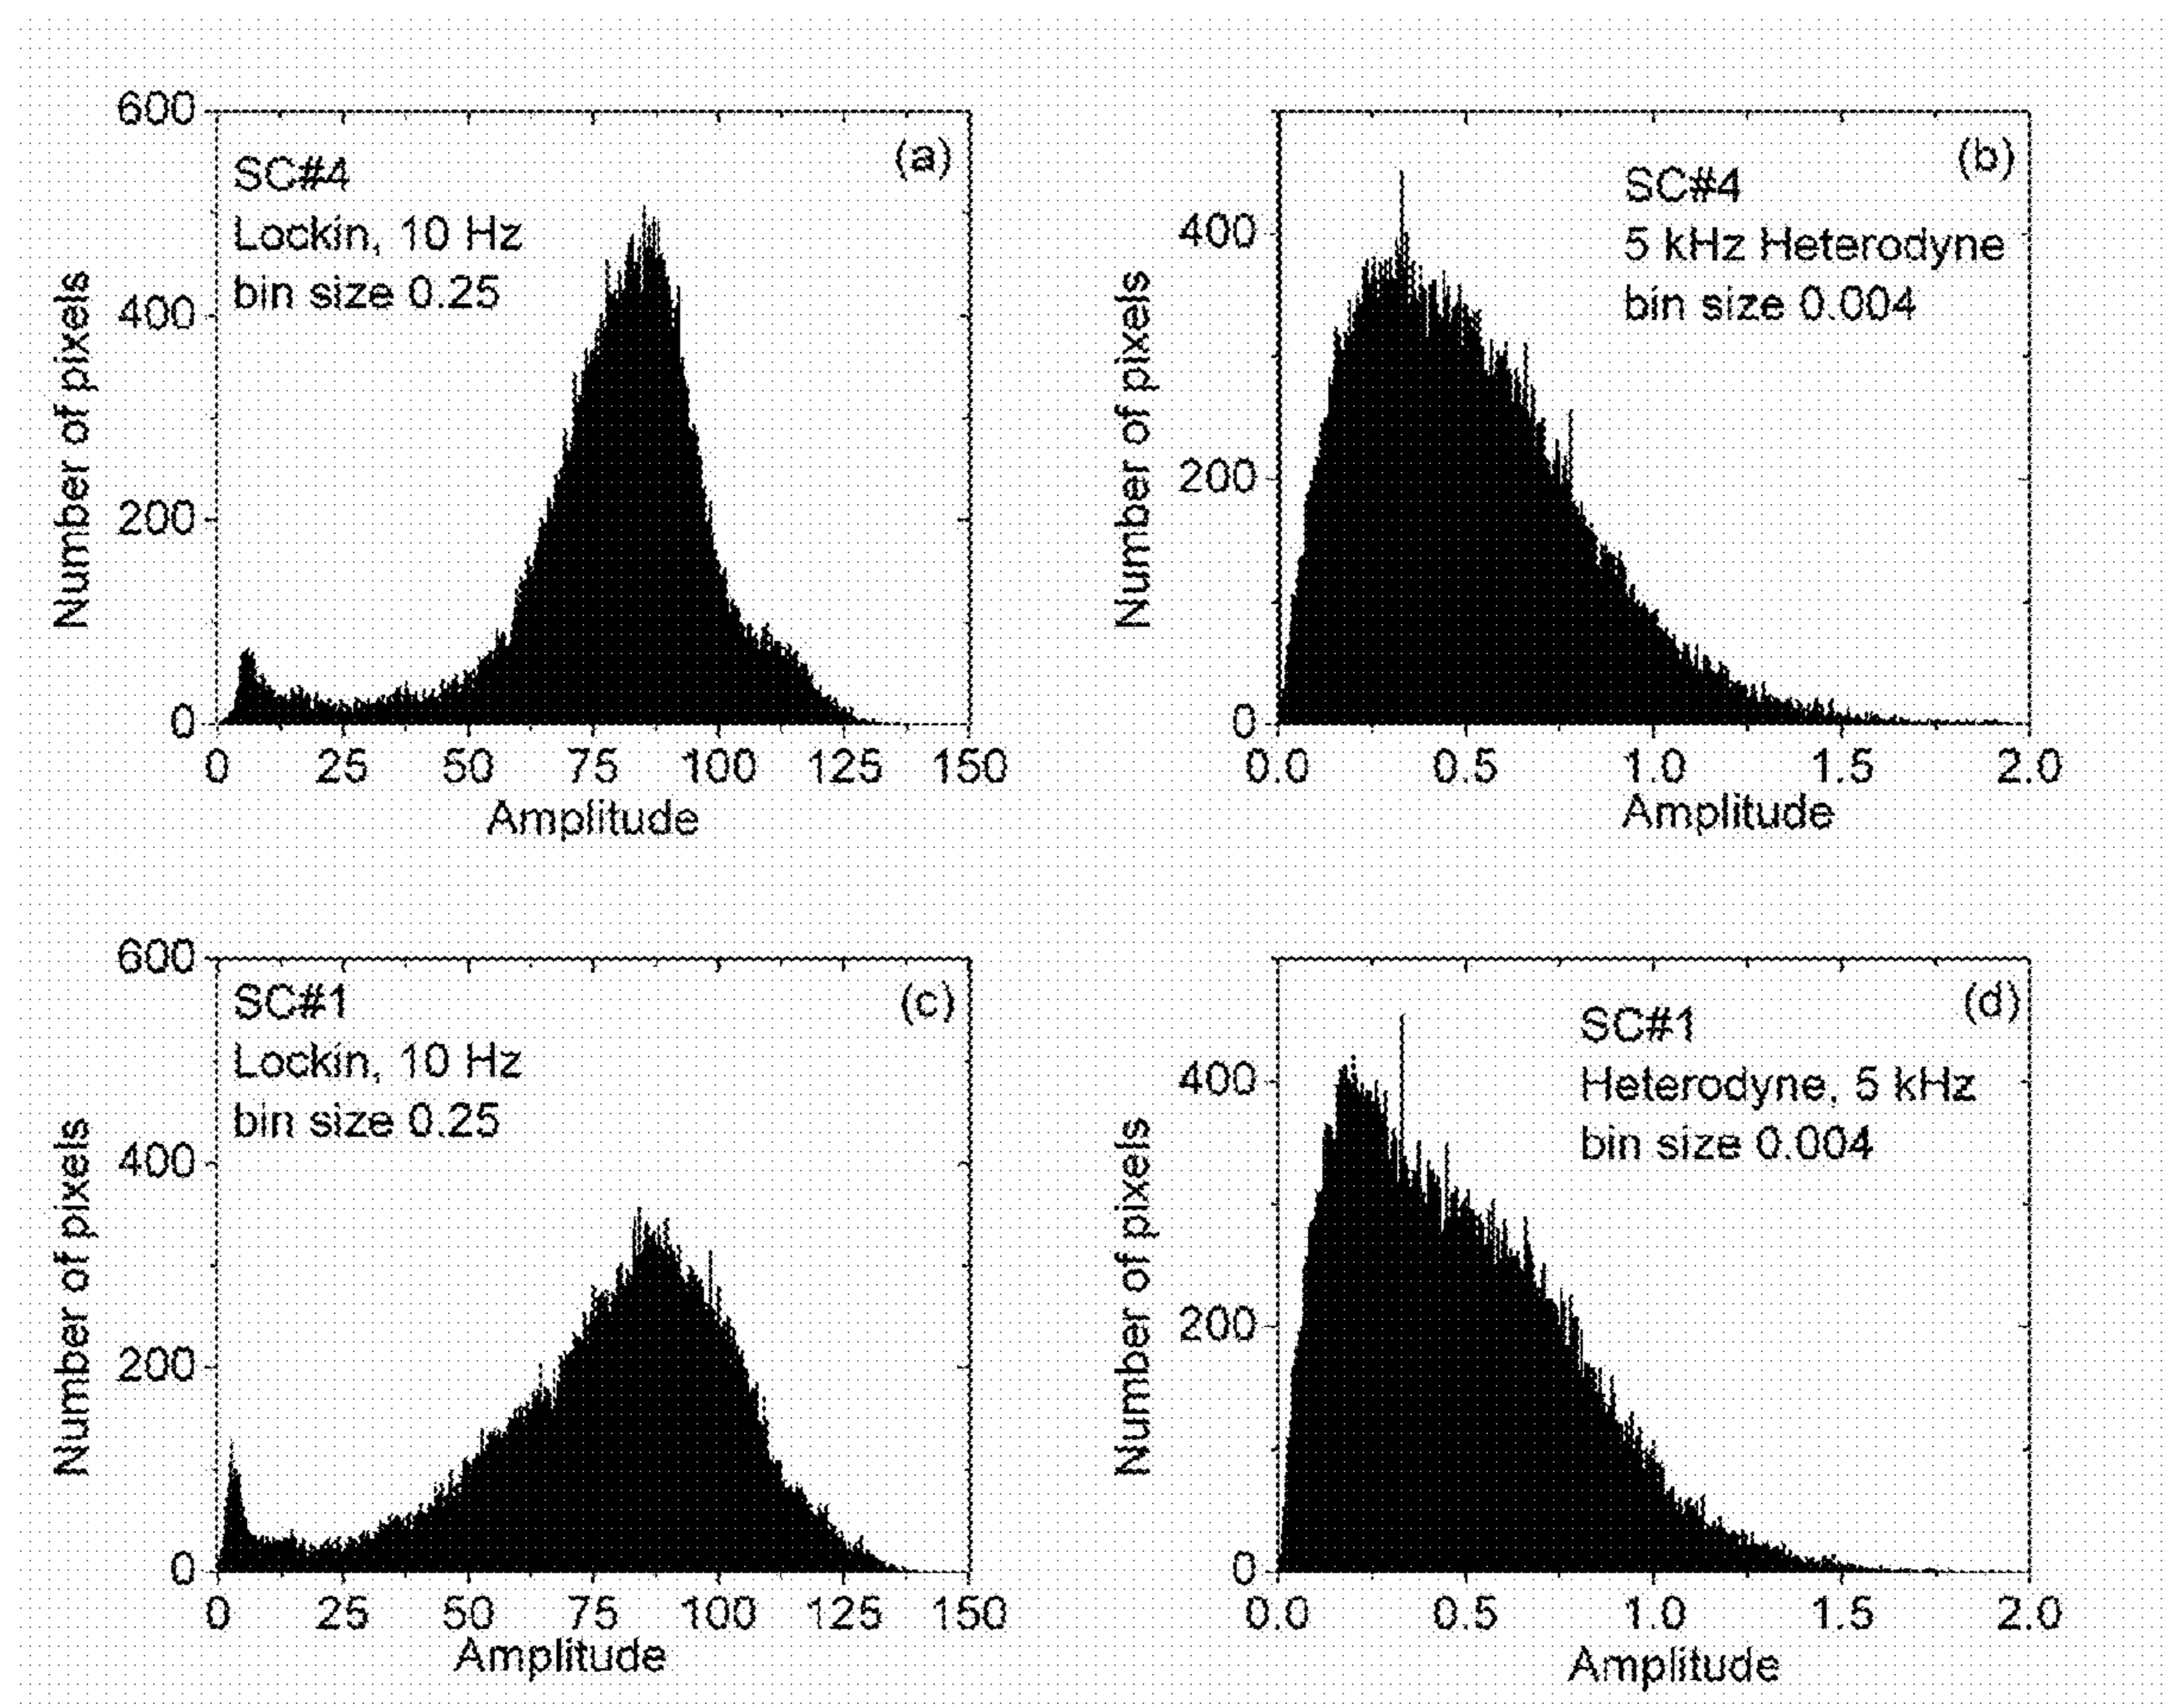 600
400
200
0
Number of pixels
SC#4
Lockin, 10 Hz
bin size 0.25
(a)
0 25 50 75 100 125 150
Amplitude
400
200
0
Number of pixels
(b)
SC#4
5 kHz Heterodyne
bin size 0.004
0.0 0.5 1.0 1.5 2.0
Amplitude
600
400
200
0
Number of pixels
SC#1
Lockin, 10 Hz
bin size 0.25
(c)
0 25 50 75 100 125 150
Amplitude
400
200
0
Number of pixels
(d)
SC#1
Heterodyne, 5 kHz
bin size 0.004
0.0 0.5 1.0 1.5 2.0
Amplitude